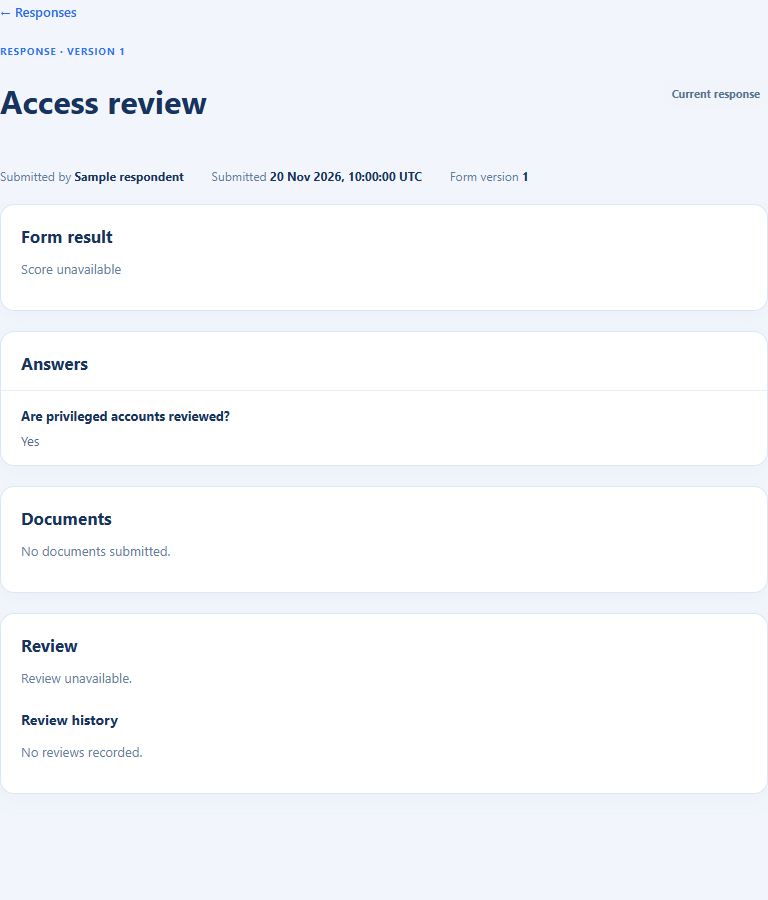 ← Responses
RESPONSE · VERSION 1
Access review
Current response
Submitted by Sample respondent Submitted 20 Nov 2026, 10:00:00 UTC Form version 1
Form result
Score unavailable
Answers
Are privileged accounts reviewed?
Yes
Documents
No documents submitted.
Review
Review unavailable.
Review history
No reviews recorded.